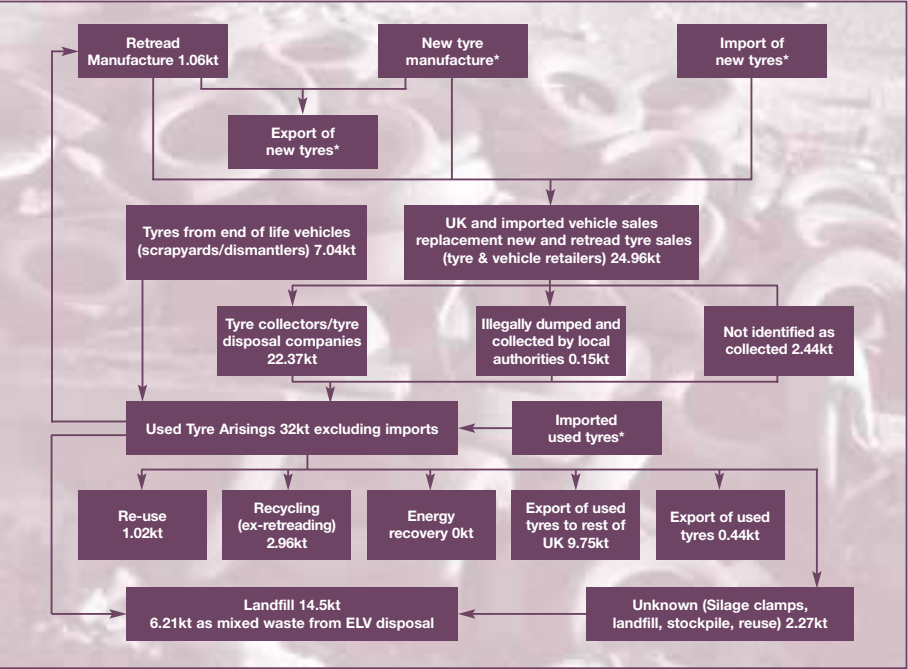 Retread
Manufacture 1.06kt
New tyre
manufacture*
Import of
new tyres*
Export of
new tyres*
Tyres from end of life vehicles
(scrapyards/dismantlers) 7.04kt
UK and imported vehicle sales
replacement new and retread tyre sales
(tyre & vehicle retailers) 24.96kt
Tyre collectors/tyre
disposal companies
22.37kt
Illegally dumped and
collected by local
authorities 0.15kt
Not identified as
collected 2.44kt
Used Tyre Arisings 32kt excluding imports
Imported
used tyres*
Re-use
1.02kt
Recycling
(ex-retreading)
2.96kt
Energy
recovery 0kt
Export of used
tyres to rest of
UK 9.75kt
Export of used
tyres 0.44kt
Landfill 14.5kt
6.21kt as mixed waste from ELV disposal
Unknown (Silage clamps,
landfill, stockpile, reuse) 2.27kt